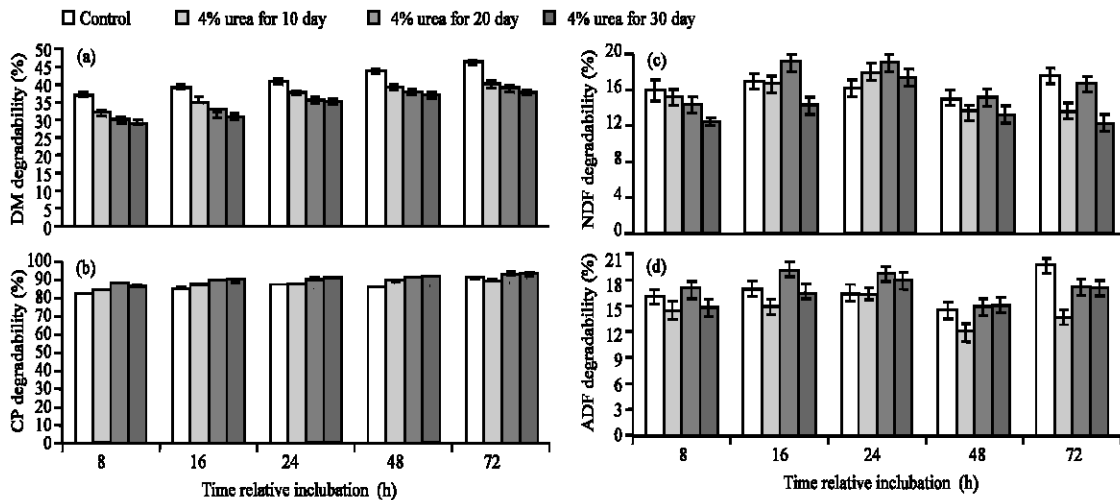 Control 4% urea for 10 day 4% urea for 20 day 4% urea for 30 day
(a)
DM degradability (%)
50
45
40
35
30
25
20
15
10
5
0
(b)
CP degradability (%)
100
90
80
70
60
50
40
30
20
10
0
8 16 24 48 72
Time relative inclubation (h)
(c)
NDF degradability (%)
20
16
12
8
4
0
(d)
ADF degradability (%)
21
18
15
12
9
6
3
0
8 16 24 48 72
Time relative inclubation (h)